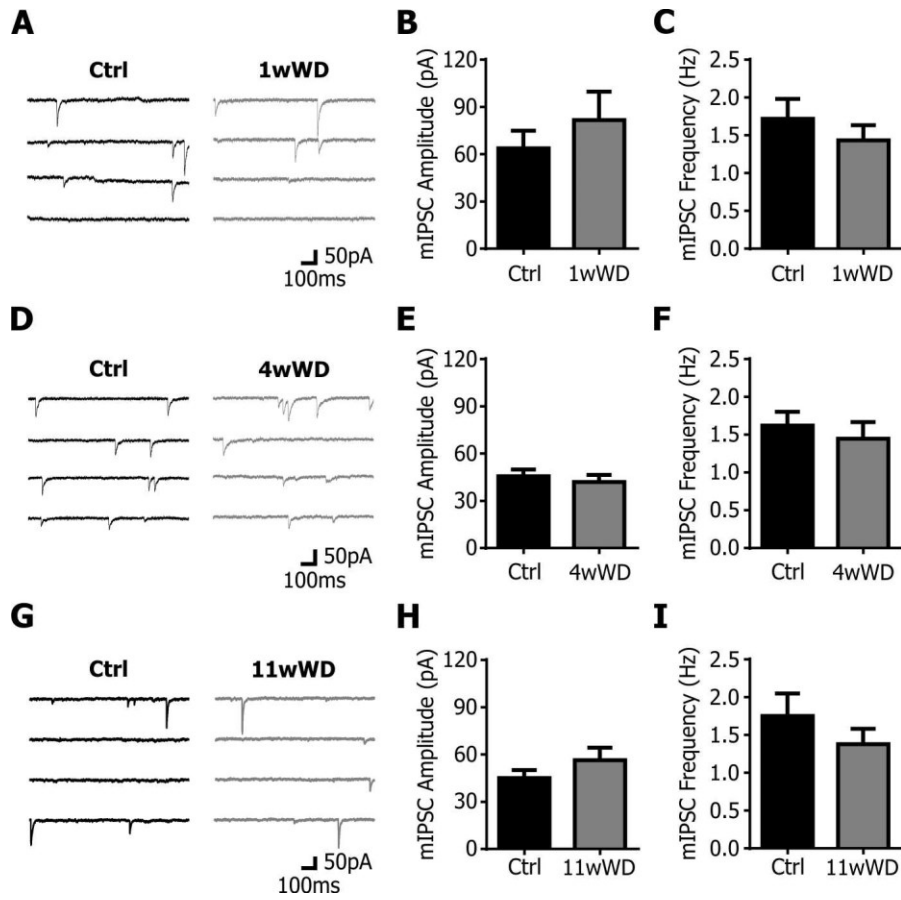 A
Ctrl 1wWD
50pA
100ms
B
mIPSC Amplitude (pA)
120
90
60
30
0
Ctrl 1wWD
C
mIPSC Frequency (Hz)
2.5
2.0
1.5
1.0
0.5
0.0
Ctrl 1wWD
D
Ctrl 4wWD
50pA
100ms
E
mIPSC Amplitude (pA)
120
90
60
30
0
Ctrl 4wWD
F
mIPSC Frequency (Hz)
2.5
2.0
1.5
1.0
0.5
0.0
Ctrl 4wWD
G
Ctrl 11wWD
50pA
100ms
H
mIPSC Amplitude (pA)
120
90
60
30
0
Ctrl 11wWD
I
mIPSC Frequency (Hz)
2.5
2.0
1.5
1.0
0.5
0.0
Ctrl 11wWD